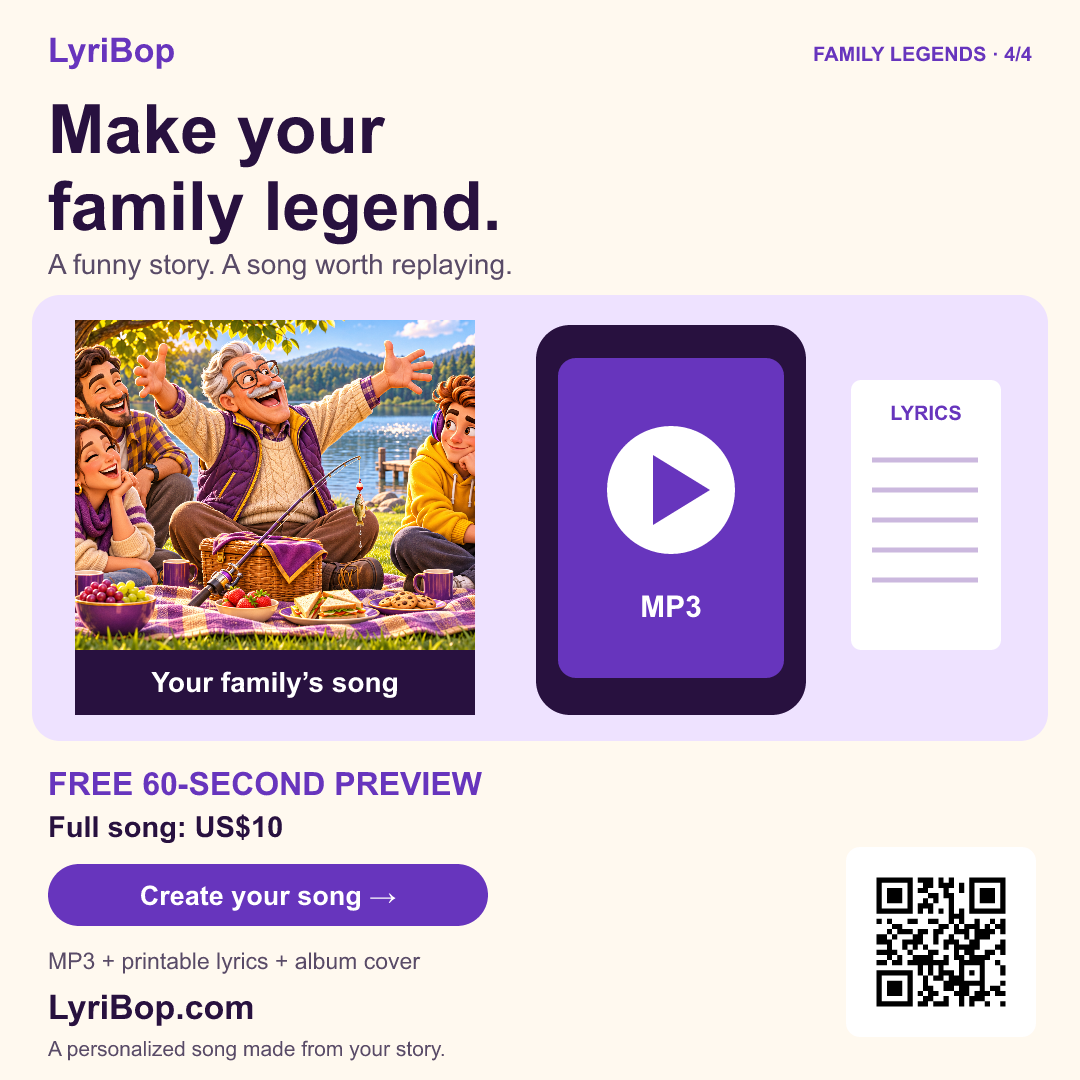 LyriBop
FAMILY LEGENDS · 4/4
Make your
family legend.
A funny story. A song worth replaying.
Your family’s song
MP3
LYRICS
FREE 60-SECOND PREVIEW
Full song: US$10
Create your song →
MP3 + printable lyrics + album cover
LyriBop.com
A personalized song made from your story.